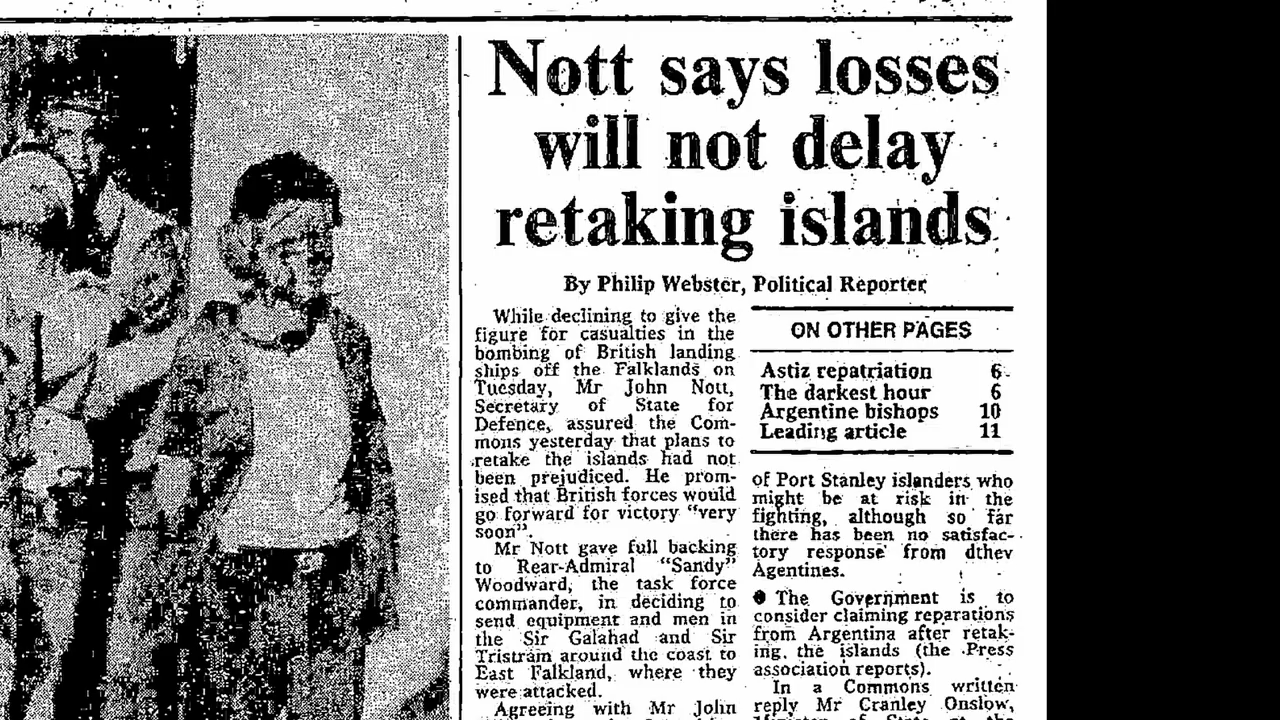 Nott says losses
will not delay
retaking islands
By Philip Webster, Political Reporter
While declining to give the
figure for casualties in the
bombing of British landing
ships off the Falklands on
Tuesday, Mr John Nott,
Secretary of State for
Defence, assured the Com-
mons yesterday that plans to
retake the islands had not
been prejudiced. He prom-
ised that British forces would
go forward for victory "very
soon".
Mr Nott gave full backing
to Rear-Admiral "Sandy"
Woodward, the task force
commander, in deciding to
send equipment and men in
the Sir Galahad and Sir
Tristram around the coast to
East Falkland, where they
were attacked.
Agreeing with Mr John
ON OTHER PAGES
Astiz repatriation 6
The darkest hour 6
Argentine bishops 10
Leading article 11
of Port Stanley islanders who
might be at risk in the
fighting, although so far
there has been no satisfac-
tory response from dthev
Agentines.
● The Government is to
consider claiming reparations
from Argentina after retak-
ing the islands (the Press
association reports).
In a Commons written
reply Mr Cranley Onslow,